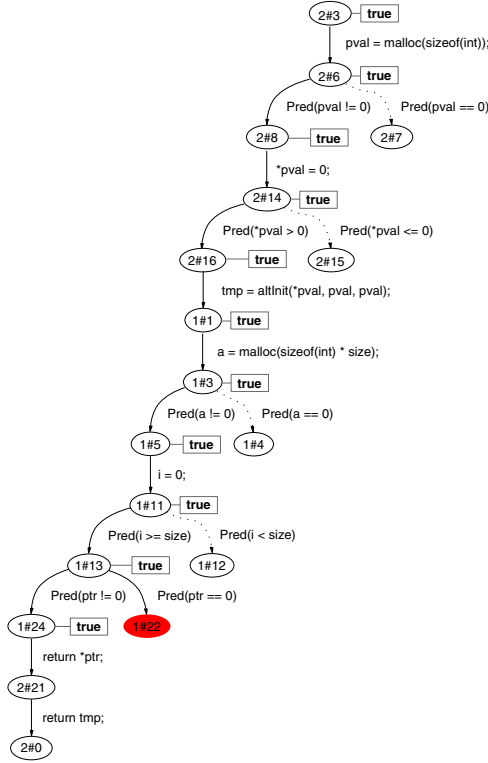 2#3 true
pval = malloc(sizeof(int));
2#6 true
Pred(pval != 0) Pred(pval == 0)
2#8 true 2#7
*pval = 0;
2#14 true
Pred(*pval > 0) Pred(*pval <= 0)
2#16 true 2#15
tmp = altInit(*pval, pval, pval);
1#1 true
a = malloc(sizeof(int) * size);
1#3 true
Pred(a != 0) Pred(a == 0)
1#5 true 1#4
i = 0;
1#11 true
Pred(i >= size) Pred(i < size)
1#13 true 1#12
Pred(ptr != 0) Pred(ptr == 0)
1#24 true 1#22
return *ptr;
2#21
return tmp;
2#0